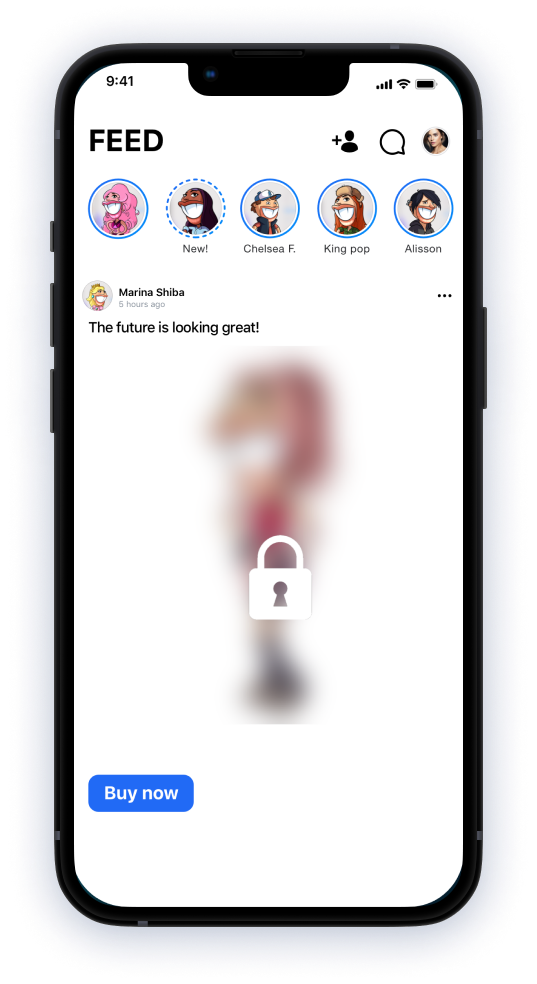 9:41
FEED
New!
Chelsea F.
King pop
Alisson
Marina Shiba
5 hours ago
The future is looking great!
Buy now